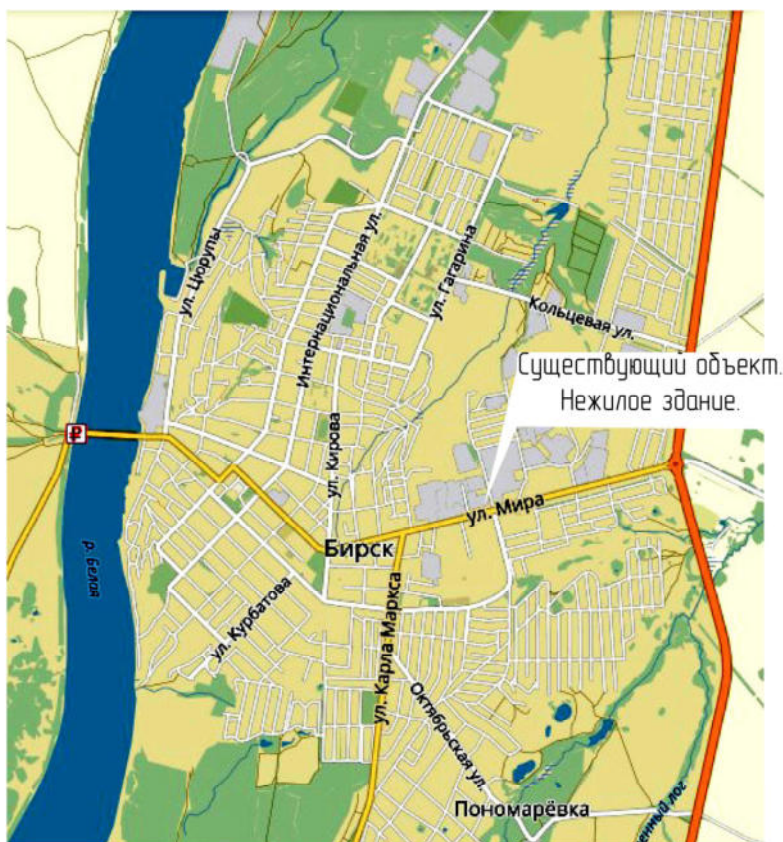 ул. Цюрупы
Интернациональная ул.
ул. Гагарина
Кольцевая ул.
Существующий объект.
Нежилое здание.
₽
ул. Кирова
ул. Мира
Бирск
р. Белая
ул. Курбатова
ул. Карла Маркса
Октябрьская ул.
Пономарёвка
лог